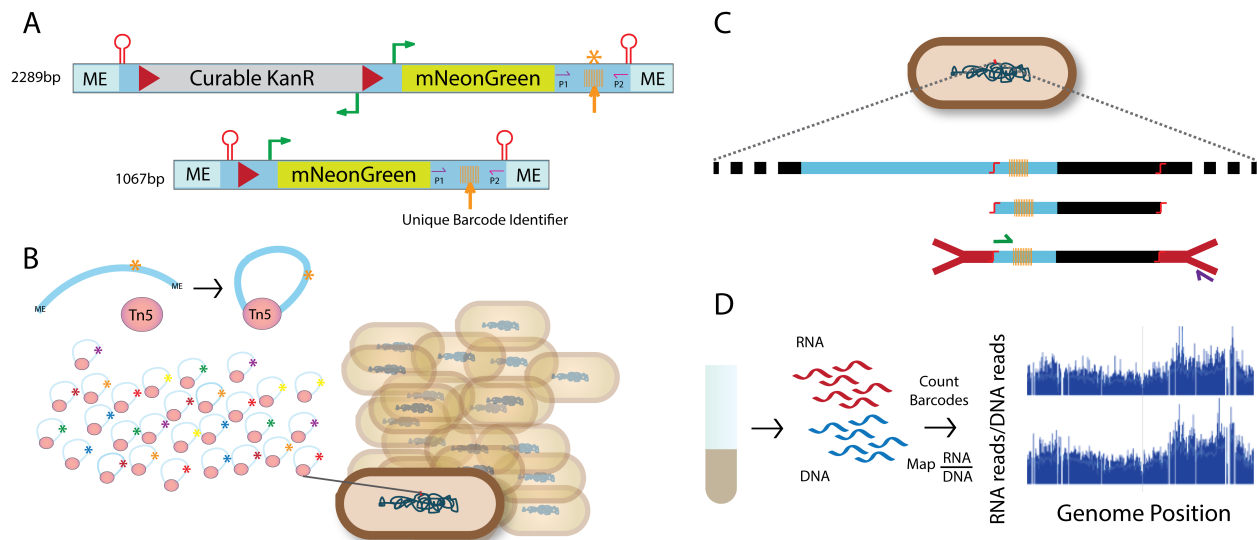 A
2289bp
ME
Curable KanR
mNeonGreen
P1
*
P2
ME
1067bp
ME
mNeonGreen
P1
P2
ME
Unique Barcode Identifier
B
ME
ME
Tn5
Tn5
C
D
RNA
DNA
Count
Barcodes
Map RNA
DNA
RNA reads/DNA reads
Genome Position